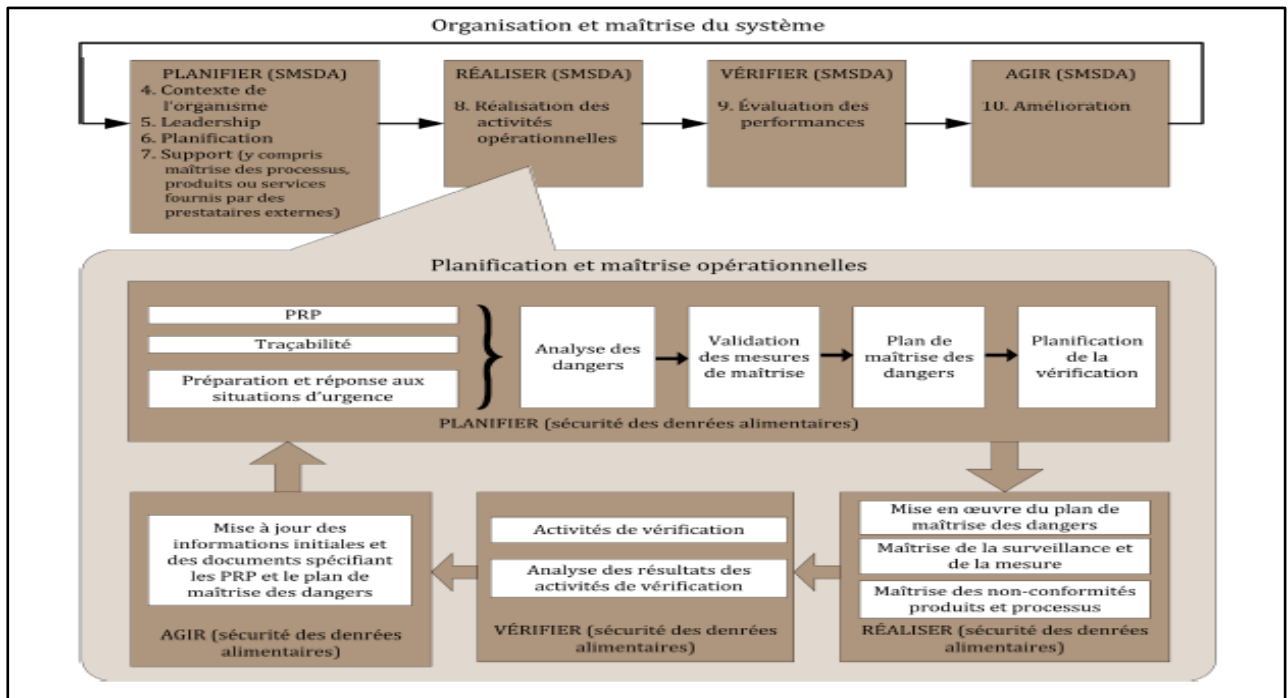 Organisation et maîtrise du système
PLANIFIER (SMSDA)
4. Contexte de
l'organisme
5. Leadership
6. Planification
7. Support (y compris
maîtrise des processus,
produits ou services
fournis par des
prestataires externes)
RÉALISER (SMSDA)
8. Réalisation des
activités
opérationnelles
VÉRIFIER (SMSDA)
9. Évaluation des
performances
AGIR (SMSDA)
10. Amélioration
Planification et maîtrise opérationnelles
PRP
Traçabilité
Préparation et réponse aux
situations d'urgence
Analyse des
dangers
Validation
des mesures
de maîtrise
Plan de
maîtrise des
dangers
Planification
de la
vérification
PLANIFIER (sécurité des denrées alimentaires)
Mise à jour des
informations initiales et
des documents spécifiant
les PRP et le plan de
maîtrise des dangers
AGIR (sécurité des denrées
alimentaires)
Activités de vérification
Analyse des résultats des
activités de vérification
VÉRIFIER (sécurité des denrées
alimentaires)
Mise en œuvre du plan de
maîtrise des dangers
Maîtrise de la surveillance et
de la mesure
Maîtrise des non-conformités
produits et processus
RÉALISER (sécurité des denrées
alimentaires)